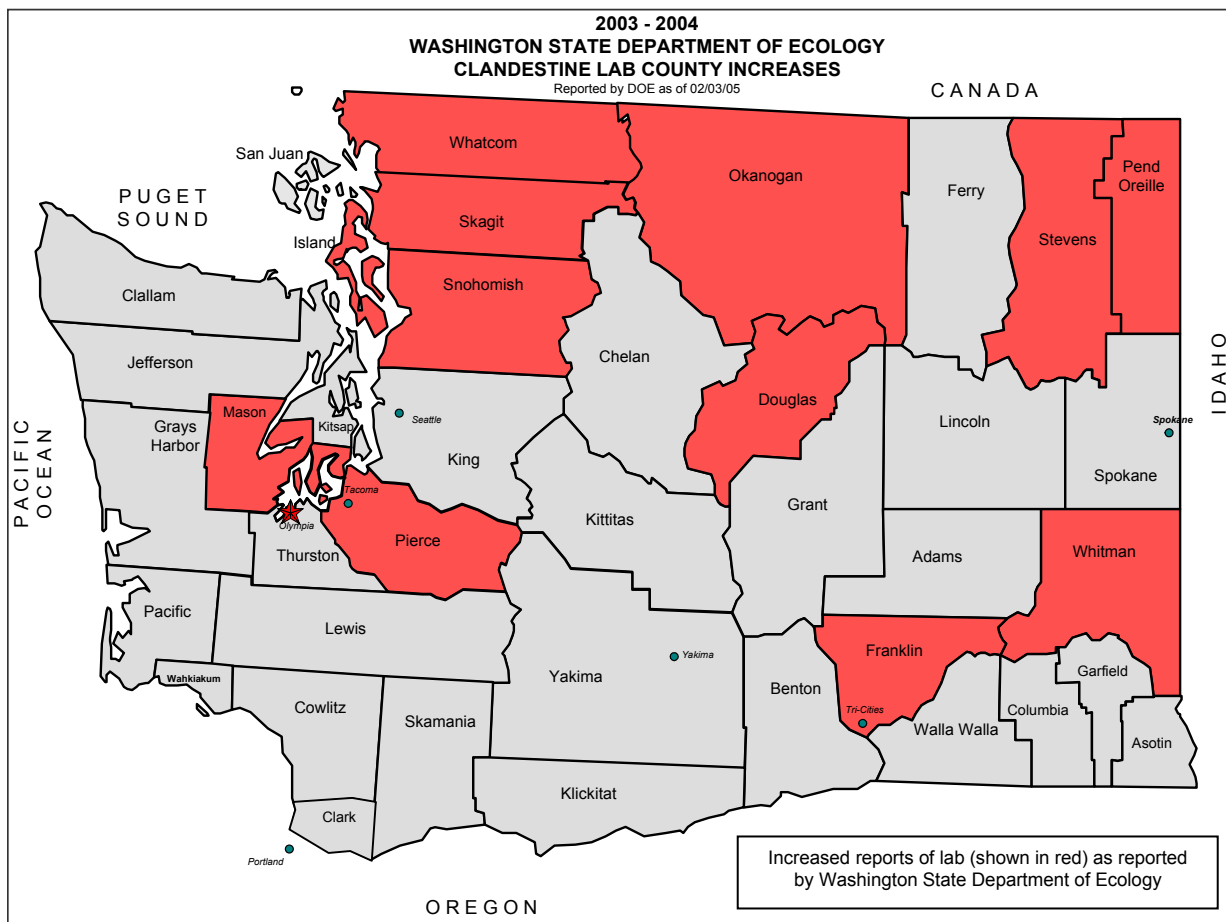 2003 - 2004
WASHINGTON STATE DEPARTMENT OF ECOLOGY
CLANDESTINE LAB COUNTY INCREASES
Reported by DOE as of 02/03/05
CANADA
San Juan
Whatcom
Okanogan
Ferry
Pend
Oreille
PUGET
SOUND
Skagit
Stevens
Island
Snohomish
Clallam
Chelan
Jefferson
IDAHO
Douglas
Mason
Grays
Harbor
Kitsap
Seattle
Lincoln
Spokane
PACIFIC
OCEAN
King
Spokane
Tacoma
Grant
Olympia
Kittitas
Thurston
Pierce
Adams
Whitman
Pacific
Lewis
Franklin
Yakima
Wahkiakum
Yakima
Benton
Garfield
Cowlitz
Skamania
Tri-Cities
Columbia
Walla Walla
Asotin
Klickitat
Clark
Portland
Increased reports of lab (shown in red) as reported
by Washington State Department of Ecology
OREGON